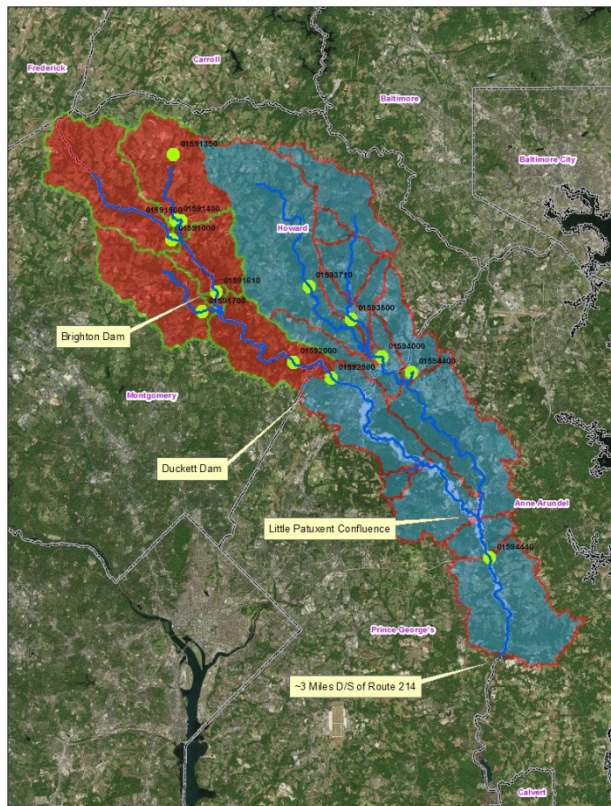 Carroll
Frederick
Baltimore
01591350
Baltimore City
01591400
Howard
01591000
01593710
01591610
01591700
01593500
Brighton Dam
01594000
01592000
01594400
01592500
Montgomery
Duckett Dam
Anne Arundel
Little Patuxent Confluence
01594440
Prince George's
~3 Miles D/S of Route 214
Calvert